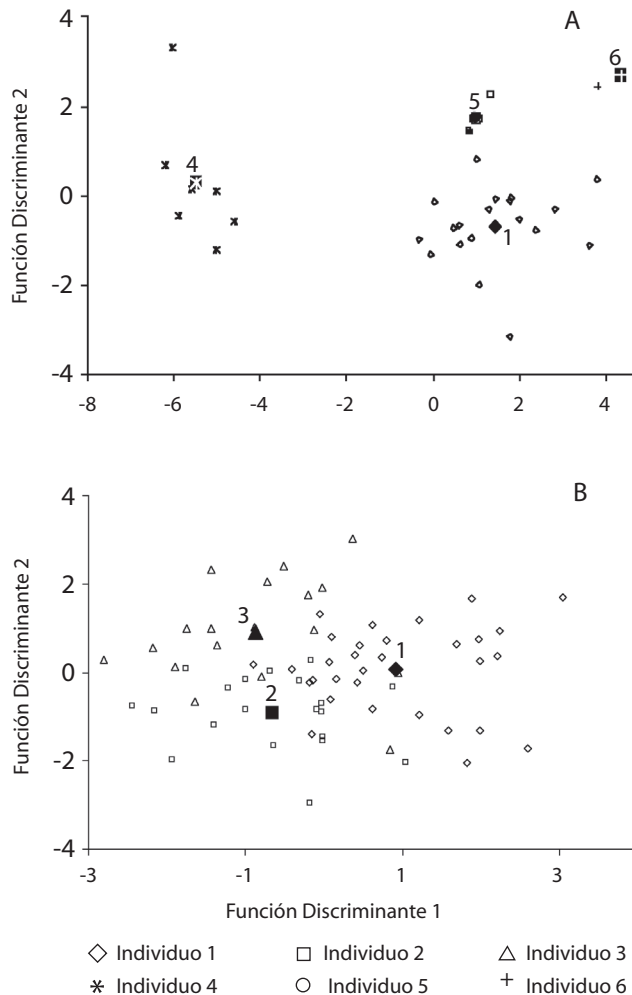 4
A
6
5
2
4
0
1
-2
-4
-8
-6
-4
-2
0
2
4
Función Discriminante 2
4
B
2
3
1
0
2
-2
-4
-3
-1
1
3
Función Discriminante 2
Función Discriminante 1
Individuo 1
Individuo 2
Individuo 3
Individuo 4
Individuo 5
Individuo 6